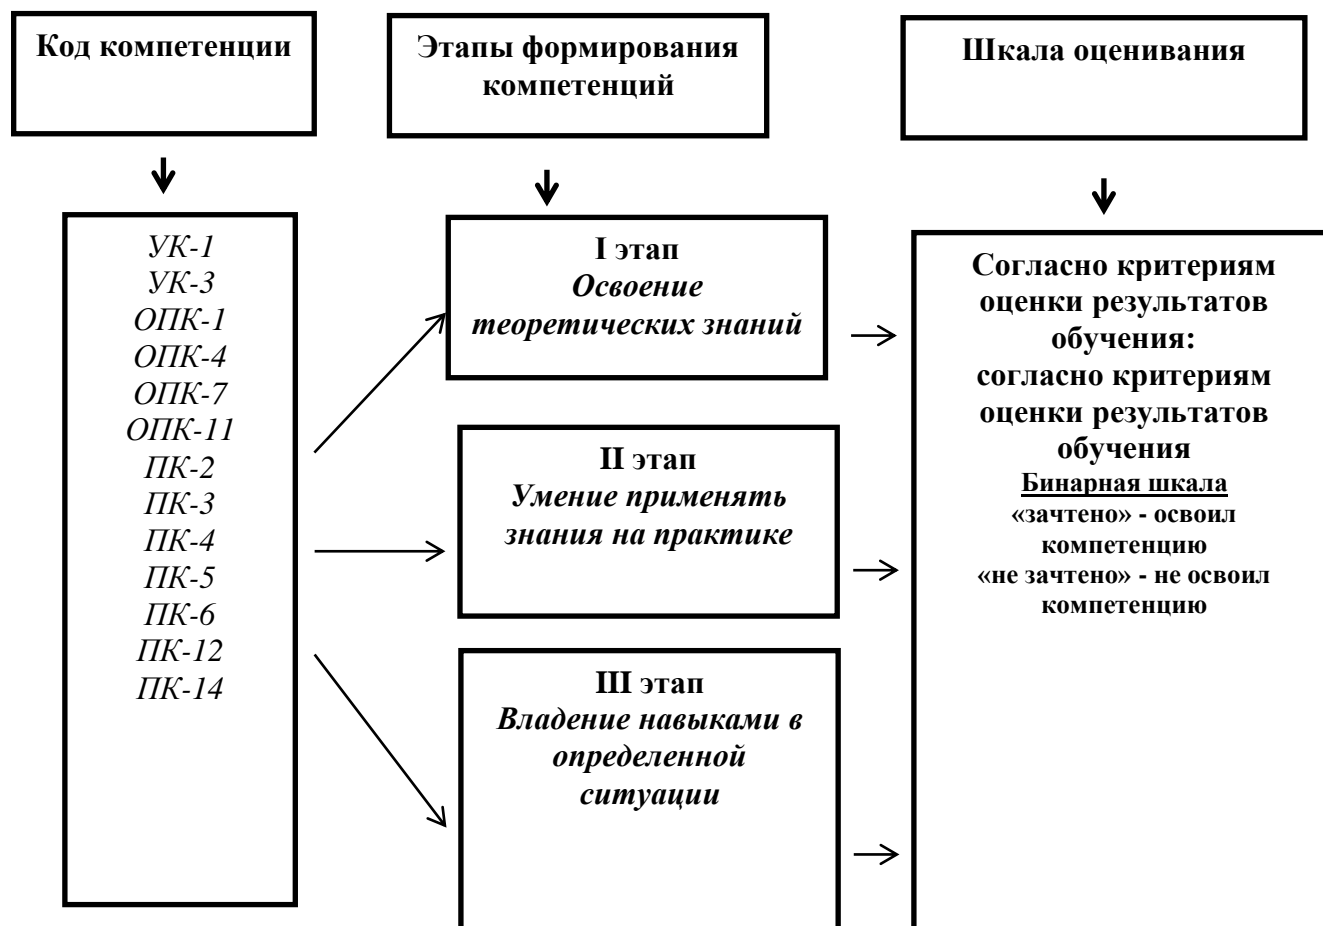 Код компетенции
Этапы формирования
компетенций
Шкала оценивания
УК-1
УК-3
ОПК-1
ОПК-4
ОПК-7
ОПК-11
ПК-2
ПК-3
ПК-4
ПК-5
ПК-6
ПК-12
ПК-14
I этап
Освоение
теоретических знаний
II этап
Умение применять
знания на практике
III этап
Владение навыками в
определенной
ситуации
Согласно критериям
оценки результатов
обучения:
согласно критериям
оценки результатов
обучения
Бинарная шкала
«зачтено» - освоил
компетенцию
«не зачтено» - не освоил
компетенцию